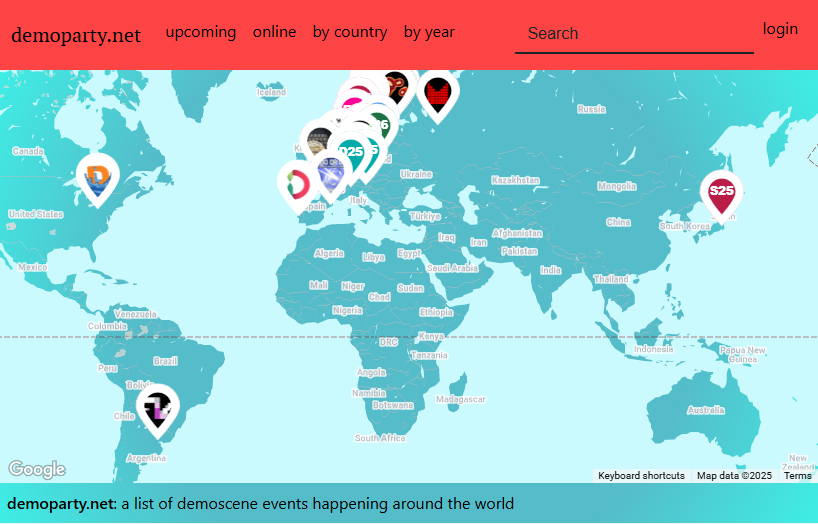 demoparty.net
upcoming
online
by country
by year
Search
login
Iceland
Russia
Canada
Ukraine
Kazakhstan
Mongolia
United States
Italy
Türkiye
S25
China
South Korea
Iraq
Iran
Afghanistan
Pakistan
Algeria
Libya
Egypt
Saudi Arabia
Mexico
India
Mali
Niger
Chad
Sudan
Thailand
Nigeria
Ethiopia
Venezuela
Colombia
DRC
Kenya
Tanzania
Indonesia
Papua New
Guinea
Peru
Brazil
Angola
Namibia
Botswana
Madagascar
Chile
Australia
South Africa
Argentina
New
Zealand
Google
Keyboard shortcuts
Map data ©2025
Terms
demoparty.net: a list of demoscene events happening around the world